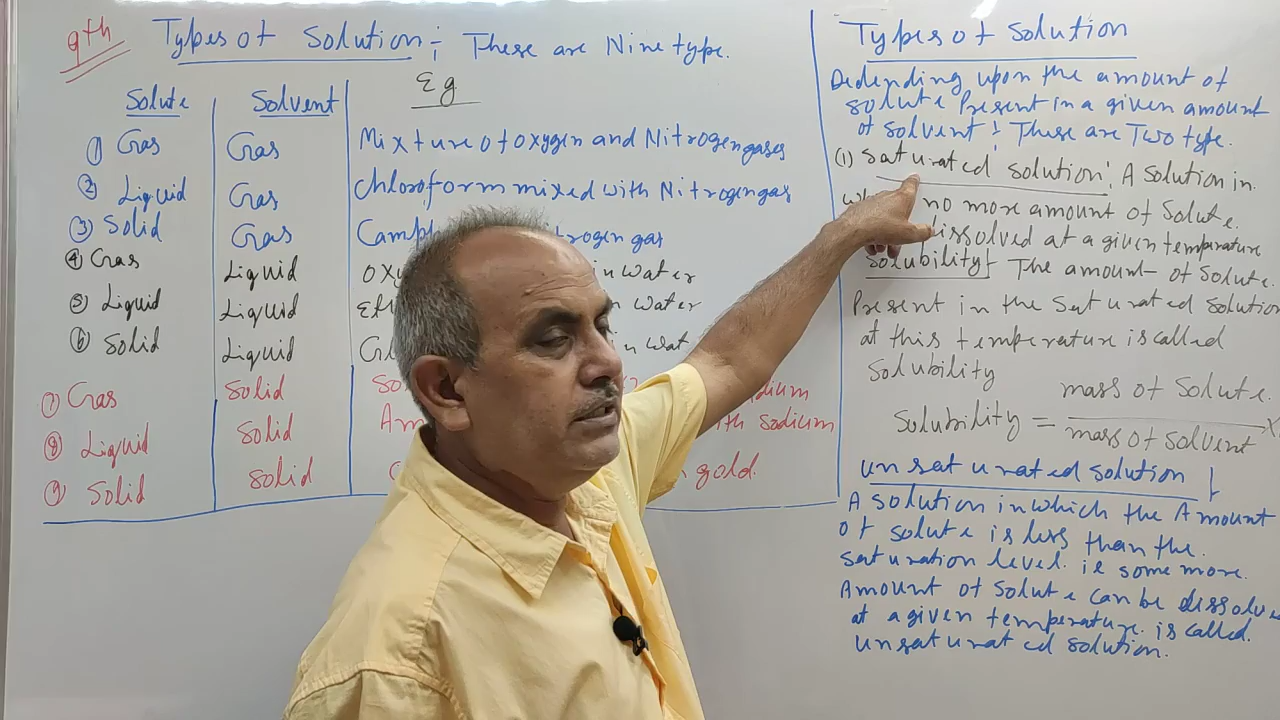 9th
Types of Solution :- These are Nine type.
Eg
Solute Solvent
① Gas Gas Mixture of oxygen and Nitrogen gases
② Liquid Gas chloroform mixed with Nitrogen gas
③ Solid Gas Camp trogen gas
④ Gas Liquid oxy in water
⑤ Liquid Liquid Eth n water
⑥ Solid Liquid Gl in wat
⑦ Gas Solid So dium
⑧ Liquid Solid Am th sodium
⑨ Solid Solid gold.
Types of Solution
Depending upon the amount of
solute Present in a given amount
of solvent : These are Two type.
(1) Saturated solution : A solution in
no more amount of Solute.
dissolved at a given temperature
Solubility :- The amount of Solute.
Present in the Saturated solution
at this temperature is called
Solubility
Solubility = mass of Solute. / mass of solvent ×
unsaturated solution :
A solution in which the Amount
of solute is less than the.
saturation level. ie some more.
Amount of Solute can be dissolve
at a given temperature. is called.
unsaturated solution.